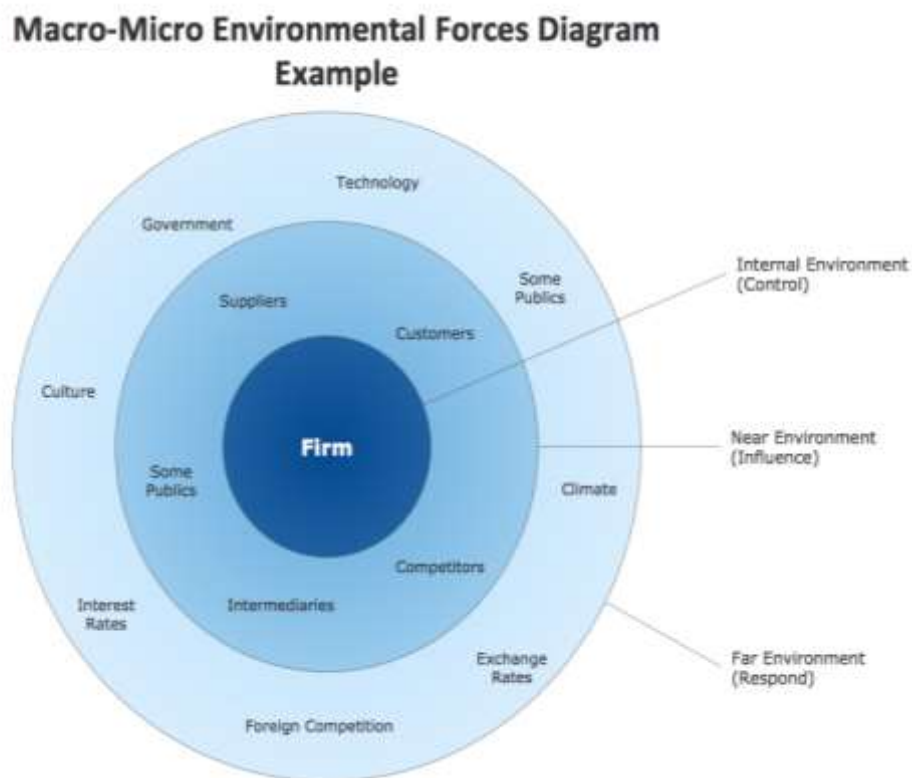 Macro-Micro Environmental Forces Diagram
Example
Technology
Government
Some
Publics
Suppliers
Customers
Internal Environment
(Control)
Culture
Firm
Near Environment
(Influence)
Some
Publics
Climate
Competitors
Interest
Rates
Intermediaries
Exchange
Rates
Far Environment
(Respond)
Foreign Competition